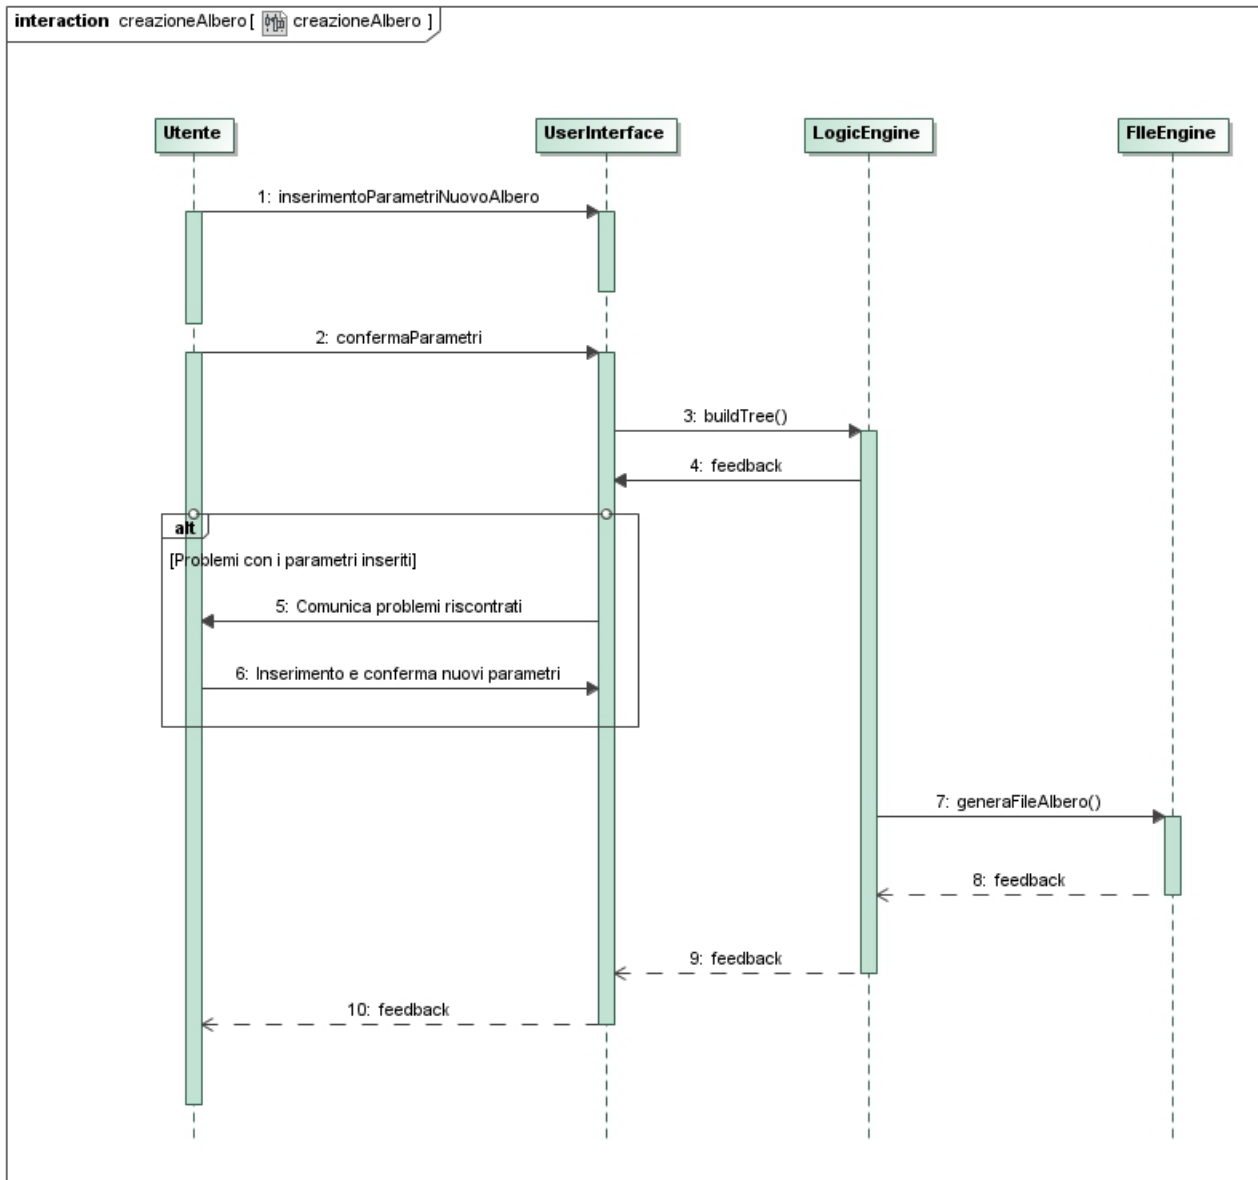 interaction creazioneAlbero[ creazioneAlbero ]
Utente
UserInterface
LogicEngine
FIleEngine
1: inserimentoParametriNuovoAlbero
2: confermaParametri
3: buildTree()
4: feedback
alt
[Problemi con i parametri inseriti]
5: Comunica problemi riscontrati
6: Inserimento e conferma nuovi parametri
7: generaFileAlbero()
8: feedback
9: feedback
10: feedback